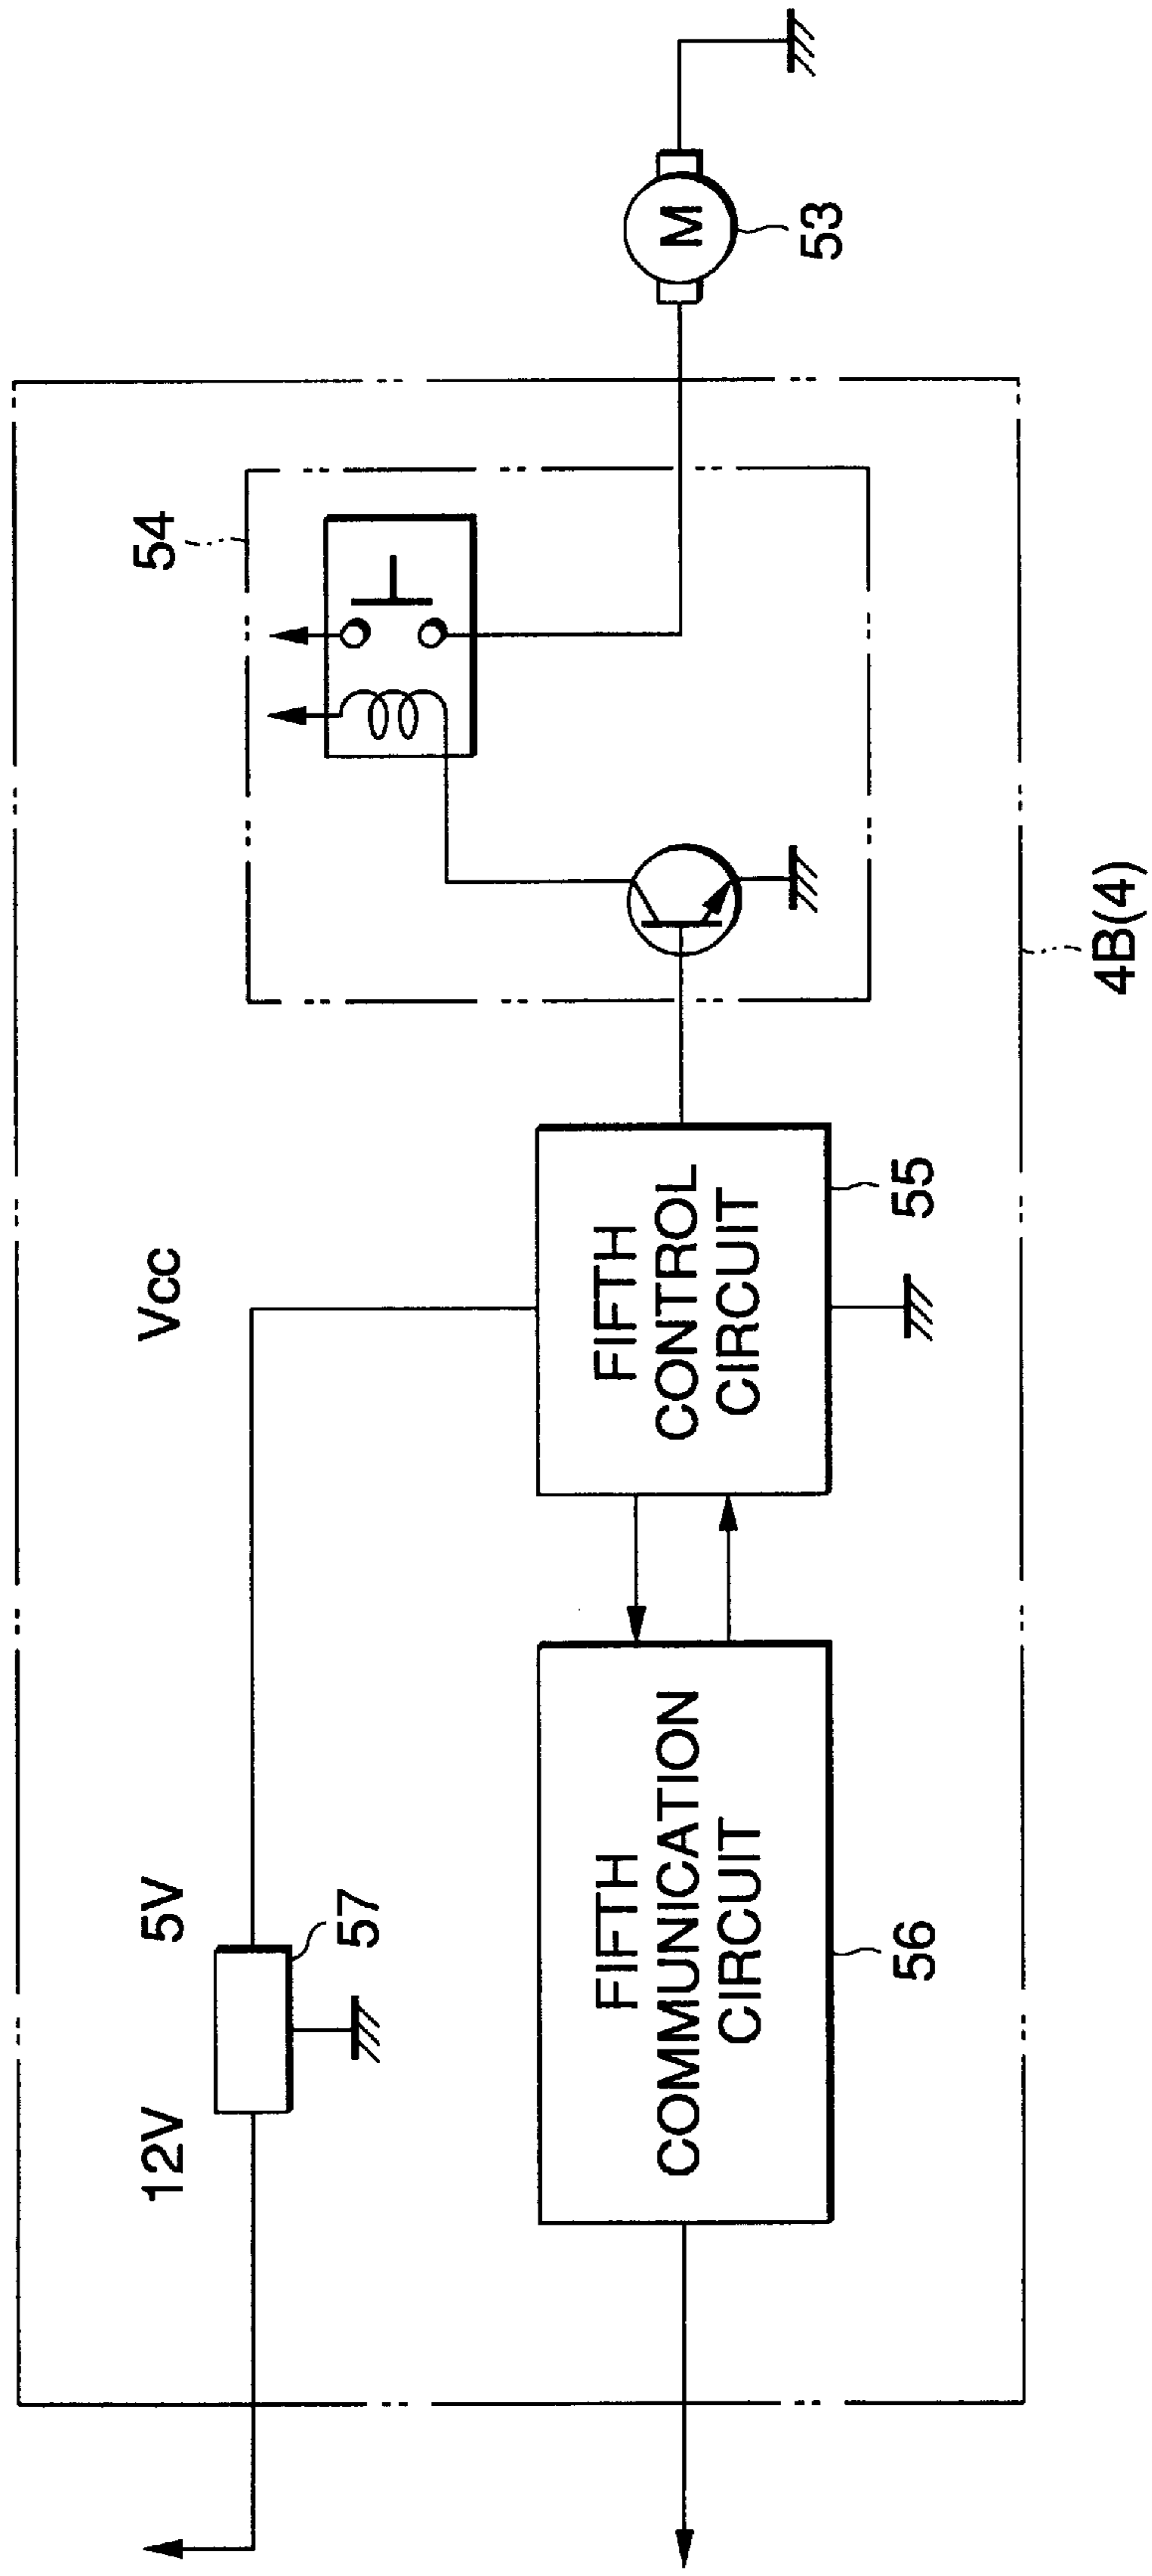 12V
5V
Vcc
54
57
FIFTH
COMMUNICATION
CIRCUIT
56
FIFTH
CONTROL
CIRCUIT
55
M
53
4B(4)